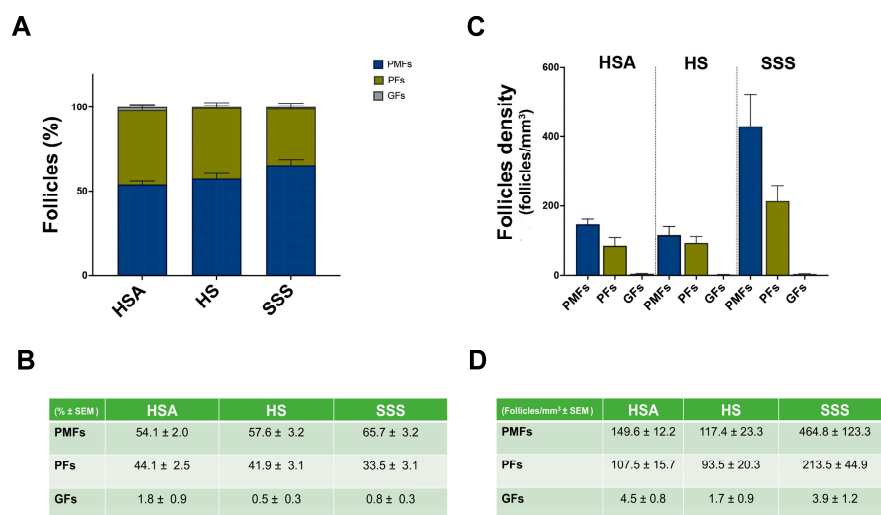 A
PMFs
PFs
GFs
Follicles (%)
100
50
0
HSA
HS
SSS
C
HSA HS SSS
Follicles density
(follicles/mm³)
600
400
200
0
PMFs PFs GFs PMFs PFs GFs PMFs PFs GFs
B
(% ± SEM ) HSA HS SSS
PMFs 54.1 ± 2.0 57.6 ± 3.2 65.7 ± 3.2
PFs 44.1 ± 2.5 41.9 ± 3.1 33.5 ± 3.1
GFs 1.8 ± 0.9 0.5 ± 0.3 0.8 ± 0.3
D
(Follicles/mm³ ± SEM) HSA HS SSS
PMFs 149.6 ± 12.2 117.4 ± 23.3 464.8 ± 123.3
PFs 107.5 ± 15.7 93.5 ± 20.3 213.5 ± 44.9
GFs 4.5 ± 0.8 1.7 ± 0.9 3.9 ± 1.2